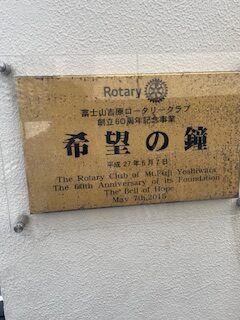 Rotary
富士山吉原ロータリークラブ
創立60周年記念事業
希望の鐘
平成27年5月7日
The Rotary Club of Mt.Fuji Yoshiwara
The 60th Anniversary of its Foundation
The Bell of Hope
May 7th,2015